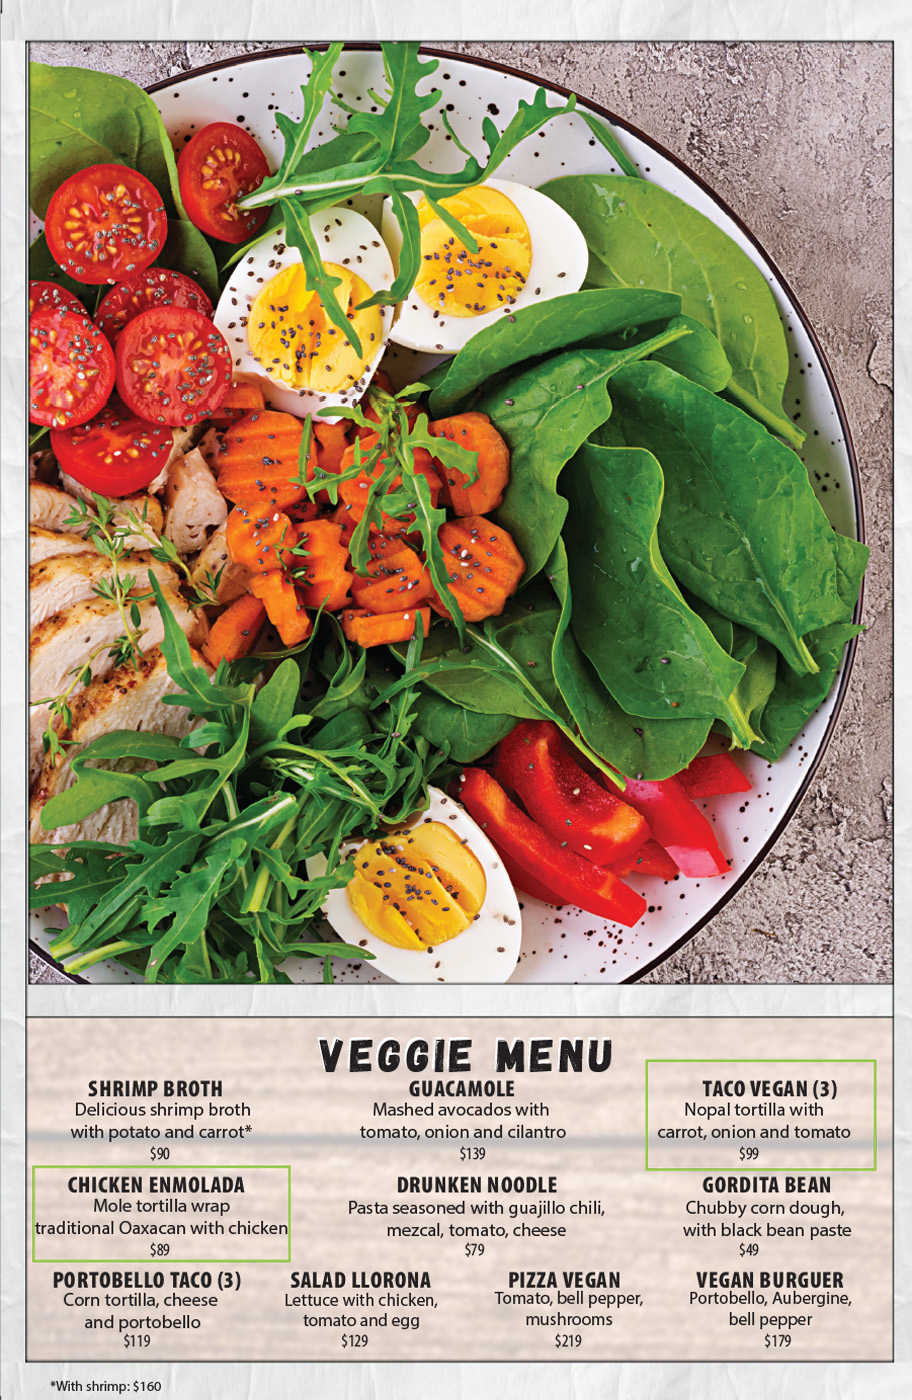 VEGGIE MENU
SHRIMP BROTH
Delicious shrimp broth
with potato and carrot*
$90
GUACAMOLE
Mashed avocados with
tomato, onion and cilantro
$139
TACO VEGAN (3)
Nopal tortilla with
carrot, onion and tomato
$99
CHICKEN ENMOLADA
Mole tortilla wrap
traditional Oaxacan with chicken
$89
DRUNKEN NOODLE
Pasta seasoned with guajillo chili,
mezcal, tomato, cheese
$79
GORDITA BEAN
Chubby corn dough,
with black bean paste
$49
PORTOBELLO TACO (3)
Corn tortilla, cheese
and portobello
$119
SALAD LLORONA
Lettuce with chicken,
tomato and egg
$129
PIZZA VEGAN
Tomato, bell pepper,
mushrooms
$219
VEGAN BURGUER
Portobello, Aubergine,
bell pepper
$179
*With shrimp: $160